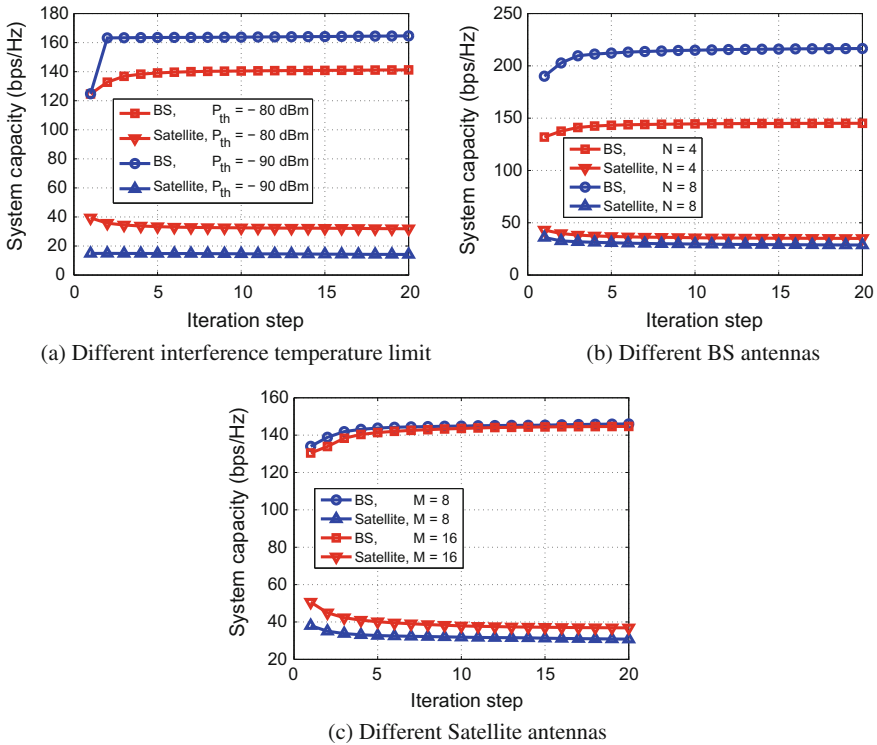 System capacity (bps/Hz)
180
160
140
120
100
80
60
40
20
0
BS, P_th = − 80 dBm
Satellite, P_th = − 80 dBm
BS, P_th = − 90 dBm
Satellite, P_th = − 90 dBm
0 5 10 15 20
Iteration step
(a) Different interference temperature limit
System capacity (bps/Hz)
250
200
150
100
50
0
BS, N = 4
Satellite, N = 4
BS, N = 8
Satellite, N = 8
0 5 10 15 20
Iteration step
(b) Different BS antennas
System capacity (bps/Hz)
160
140
120
100
80
60
40
20
BS, M = 8
Satellite, M = 8
BS, M = 16
Satellite, M = 16
0 5 10 15 20
Iteration step
(c) Different Satellite antennas